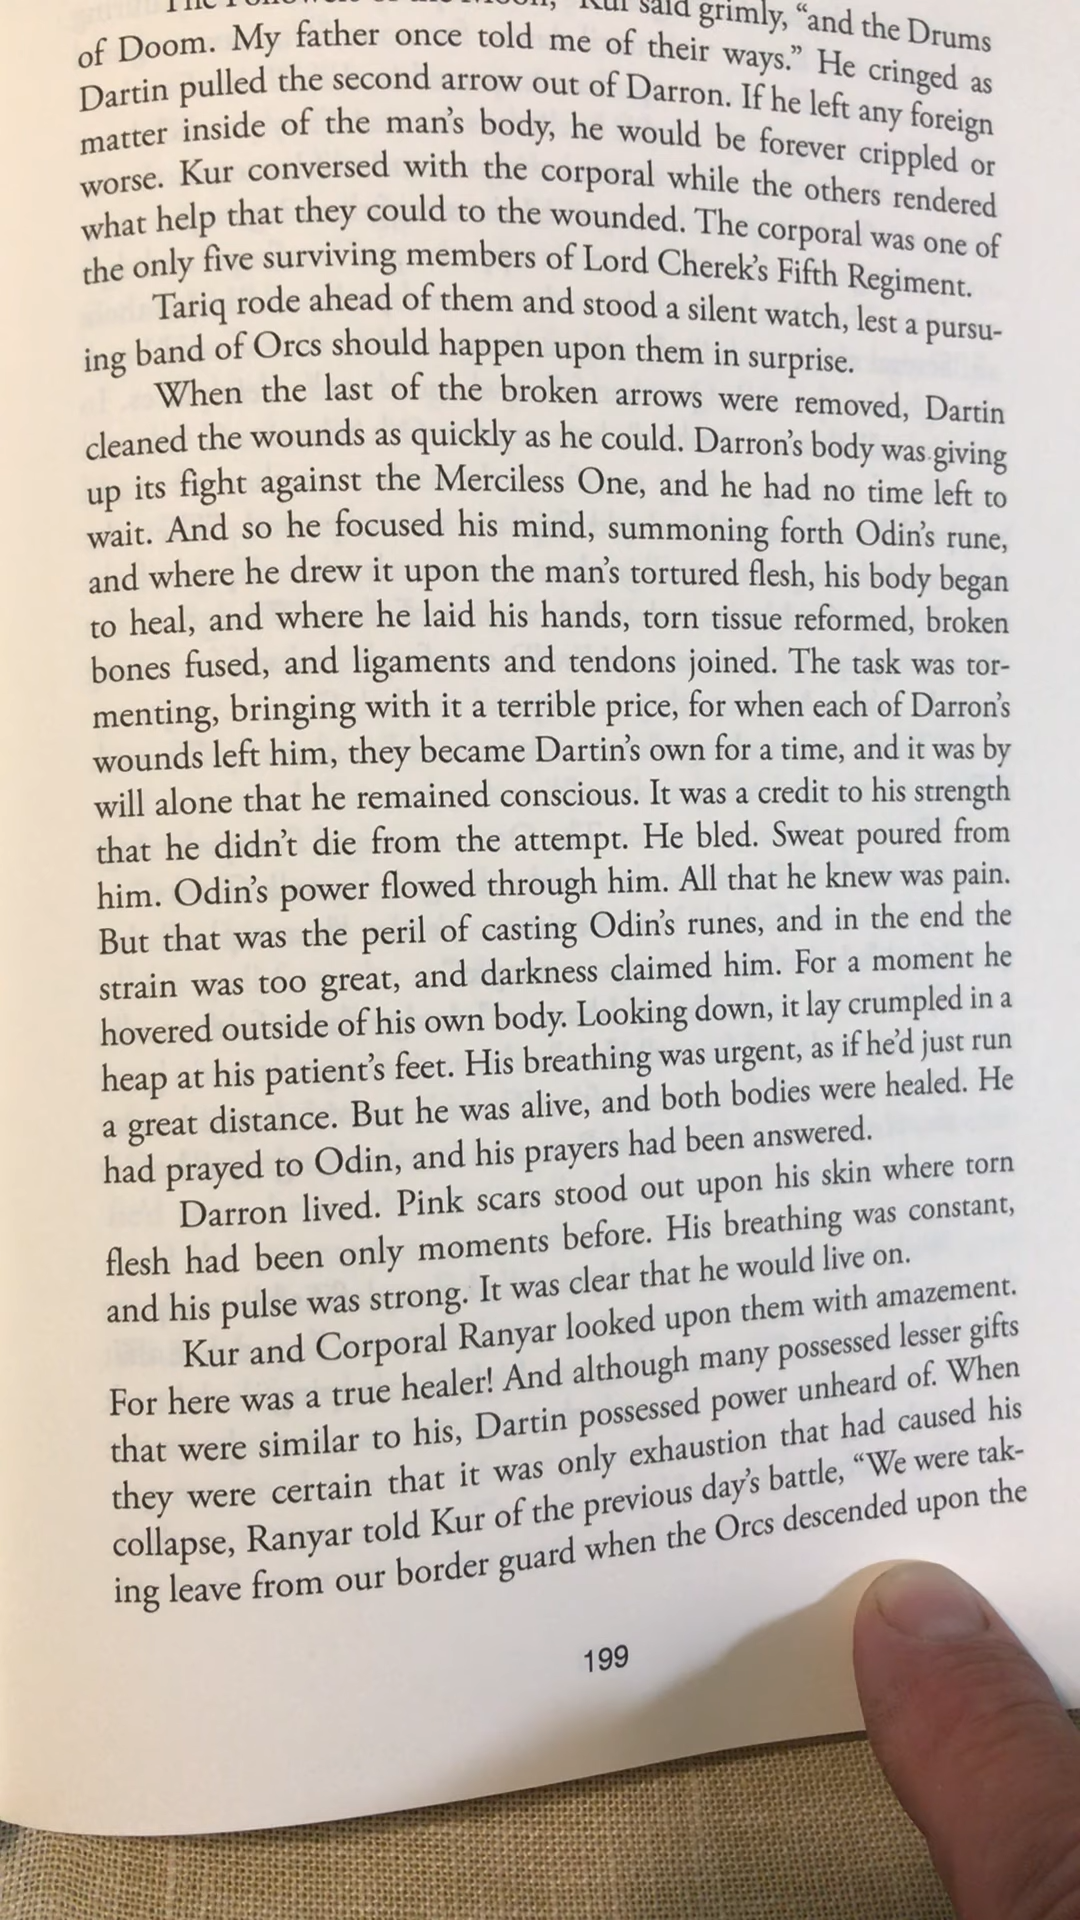 The Followers of the Moon," Kur said grimly, "and the Drums
of Doom. My father once told me of their ways." He cringed as
Dartin pulled the second arrow out of Darron. If he left any foreign
matter inside of the man's body, he would be forever crippled or
worse. Kur conversed with the corporal while the others rendered
what help that they could to the wounded. The corporal was one of
the only five surviving members of Lord Cherek's Fifth Regiment.
Tariq rode ahead of them and stood a silent watch, lest a pursu-
ing band of Orcs should happen upon them in surprise.
When the last of the broken arrows were removed, Dartin
cleaned the wounds as quickly as he could. Darron's body was giving
up its fight against the Merciless One, and he had no time left to
wait. And so he focused his mind, summoning forth Odin's rune,
and where he drew it upon the man's tortured flesh, his body began
to heal, and where he laid his hands, torn tissue reformed, broken
bones fused, and ligaments and tendons joined. The task was tor-
menting, bringing with it a terrible price, for when each of Darron's
wounds left him, they became Dartin's own for a time, and it was by
will alone that he remained conscious. It was a credit to his strength
that he didn't die from the attempt. He bled. Sweat poured from
him. Odin's power flowed through him. All that he knew was pain.
But that was the peril of casting Odin's runes, and in the end the
strain was too great, and darkness claimed him. For a moment he
hovered outside of his own body. Looking down, it lay crumpled in a
heap at his patient's feet. His breathing was urgent, as if he'd just run
a great distance. But he was alive, and both bodies were healed. He
had prayed to Odin, and his prayers had been answered.
Darron lived. Pink scars stood out upon his skin where torn
flesh had been only moments before. His breathing was constant,
and his pulse was strong. It was clear that he would live on.
Kur and Corporal Ranyar looked upon them with amazement.
For here was a true healer! And although many possessed lesser gifts
that were similar to his, Dartin possessed power unheard of. When
they were certain that it was only exhaustion that had caused his
collapse, Ranyar told Kur of the previous day's battle, "We were tak-
ing leave from our border guard when the Orcs descended upon the
199